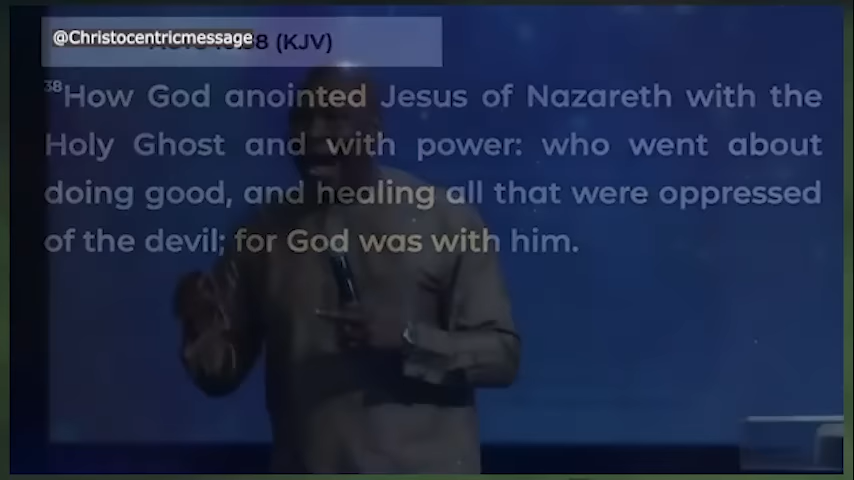 @Christocentricmessage
38 (KJV)
38How God anointed Jesus of Nazareth with the
Holy Ghost and with power: who went about
doing good, and healing all that were oppressed
of the devil; for God was with him.